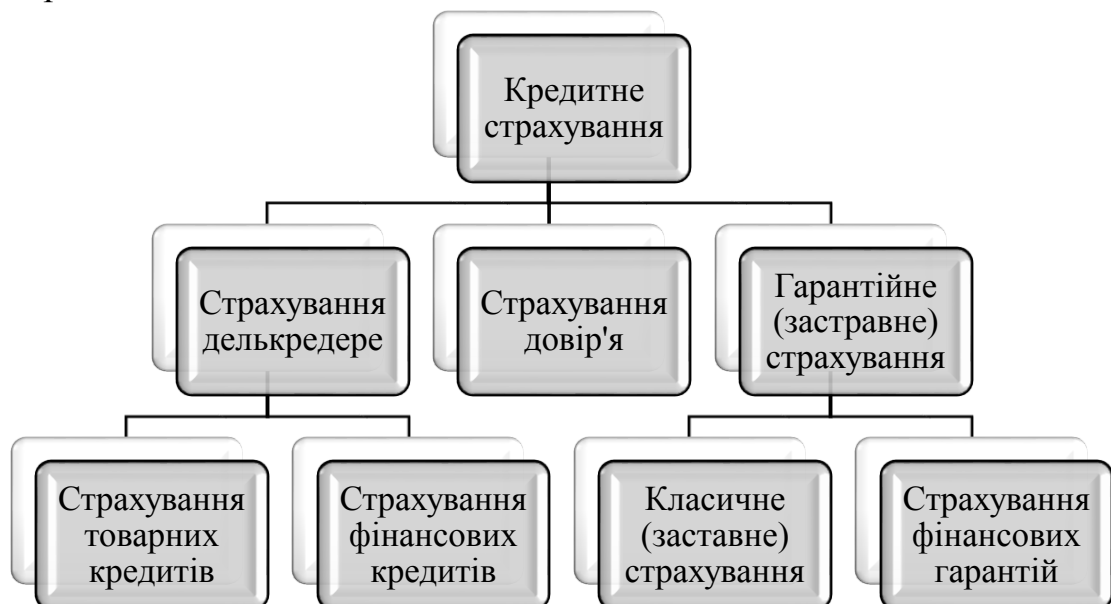 Кредитне
страхування
Страхування
делькредере
Страхування
довір'я
Гарантійне
(застравне)
страхування
Страхування
товарних
кредитів
Страхування
фінансових
кредитів
Класичне
(заставне)
страхування
Страхування
фінансових
гарантій